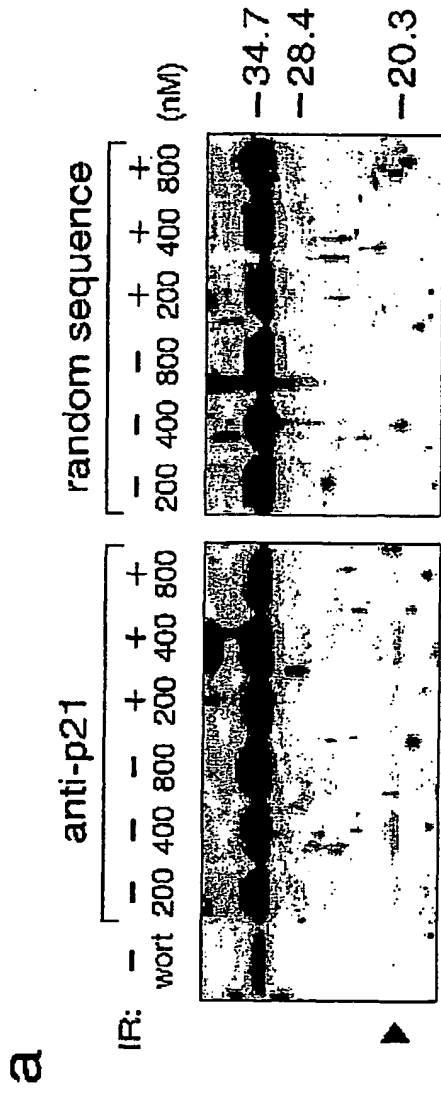 a
anti-p21 random sequence
IR: – – – – + + + – – – + + +
wort 200 400 800 200 400 800 200 400 800 200 400 800 (nM)
–34.7
–28.4
–20.3